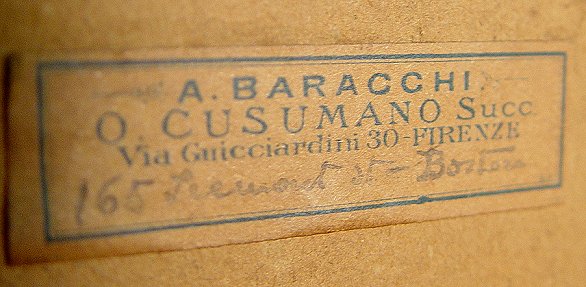 A. BARACCHI
O. CUSUMANO Succ
Via Guicciardini 30-FIRENZE
165 Tremont st - Boston